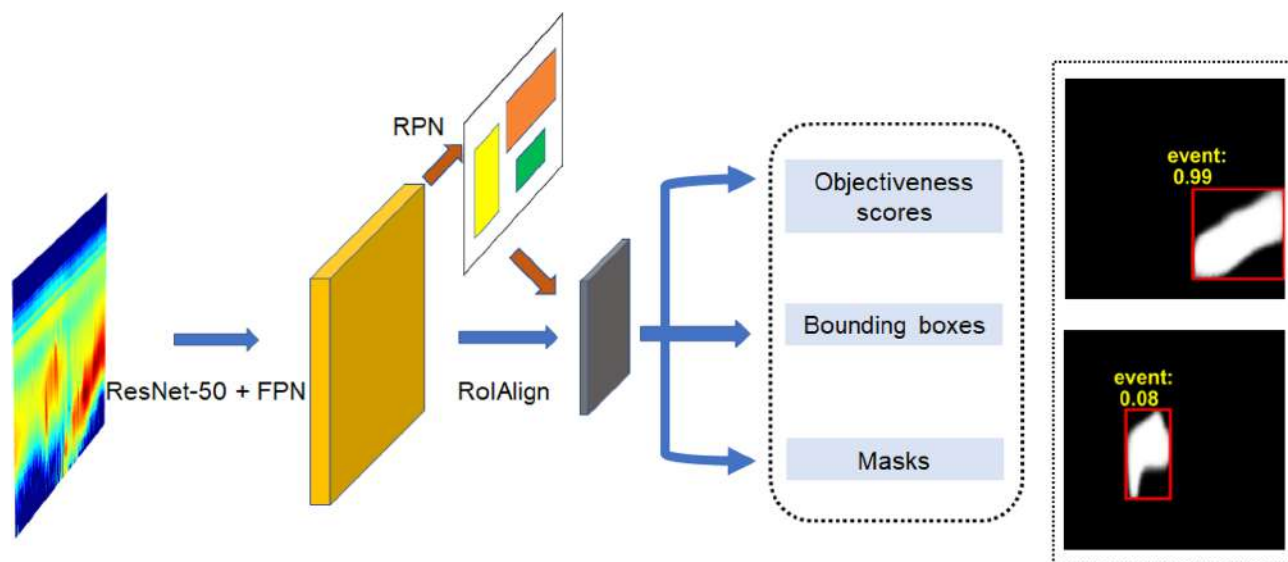 RPN
ResNet-50 + FPN
RoIAlign
Objectiveness
scores
Bounding boxes
Masks
event:
0.99
event:
0.08